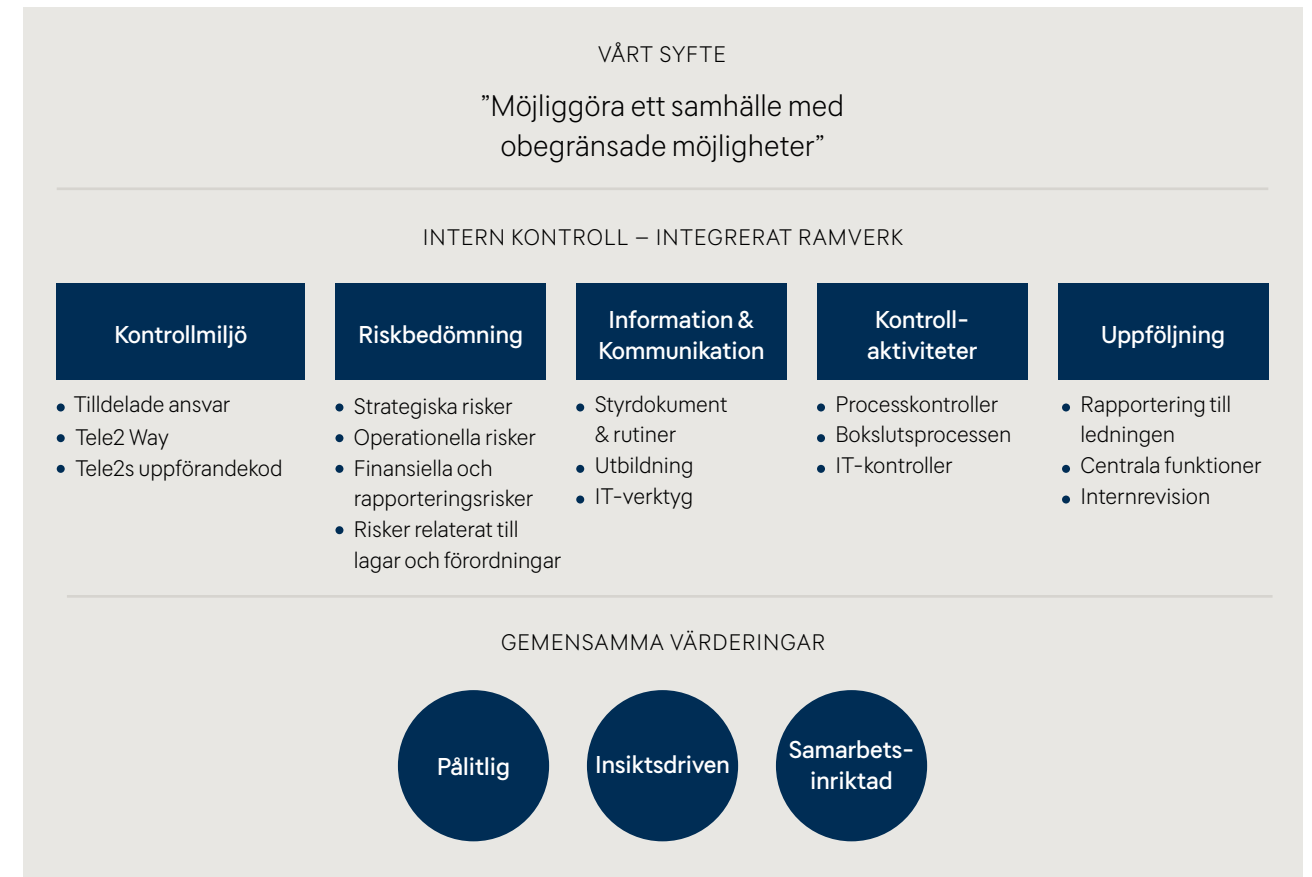 VÅRT SYFTE
”Möjliggöra ett samhälle med
obegränsade möjligheter”
INTERN KONTROLL – INTEGRERAT RAMVERK
Kontrollmiljö
• Tilldelade ansvar
• Tele2 Way
• Tele2s uppförandekod
Riskbedömning
• Strategiska risker
• Operationella risker
• Finansiella och
rapporteringsrisker
• Risker relaterat till
lagar och förordningar
Information &
Kommunikation
• Styrdokument
& rutiner
• Utbildning
• IT-verktyg
Kontroll-
aktiviteter
• Processkontroller
• Bokslutsprocessen
• IT-kontroller
Uppföljning
• Rapportering till
ledningen
• Centrala funktioner
• Internrevision
GEMENSAMMA VÄRDERINGAR
Pålitlig
Insiktsdriven
Samarbets-
inriktad